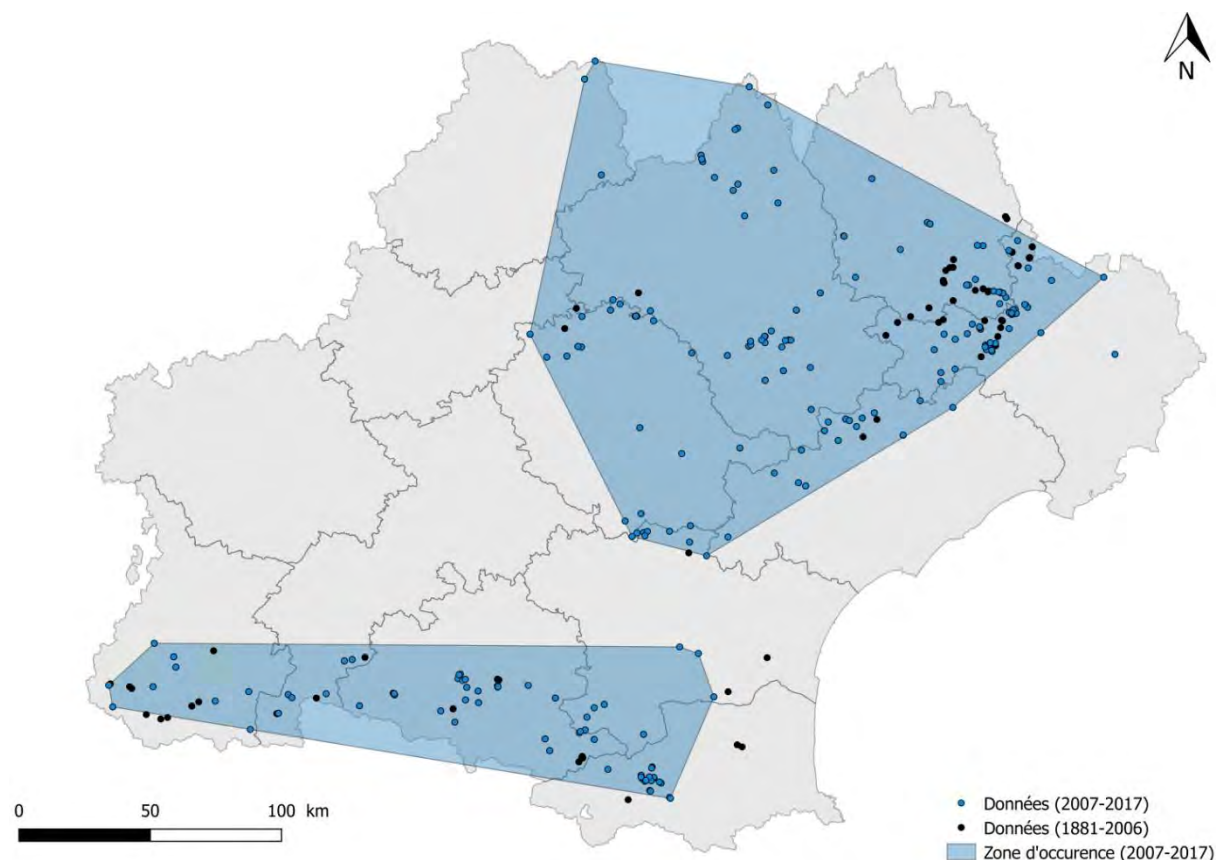 N
0 50 100 km
Données (2007-2017)
Données (1881-2006)
Zone d'occurence (2007-2017)